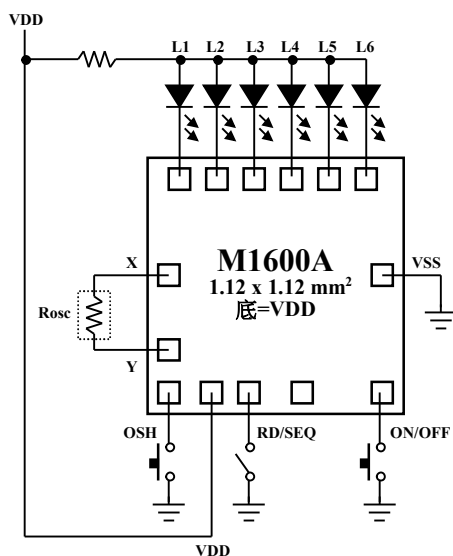 VDD
L1 L2 L3 L4 L5 L6
M1600A
1.12 x 1.12 mm²
底=VDD
X
VSS
Rosc
Y
OSH
RD/SEQ
ON/OFF
VDD